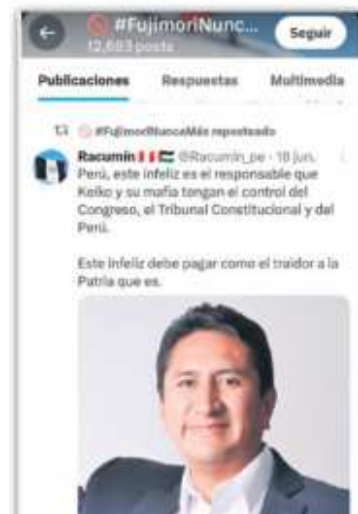 #FujimoriNunc...
12,693 posts
Seguir
Publicaciones Respuestas Multimedia
#FujimoriNuncaMás reposteado
Racumín @Racumin_pe · 18 jun.
Perú, este infeliz es el responsable que
Keiko y su mafia tengan el control del
Congreso, el Tribunal Constitucional y del
Perú.
Este infeliz debe pagar como el traidor a la
Patria que es.